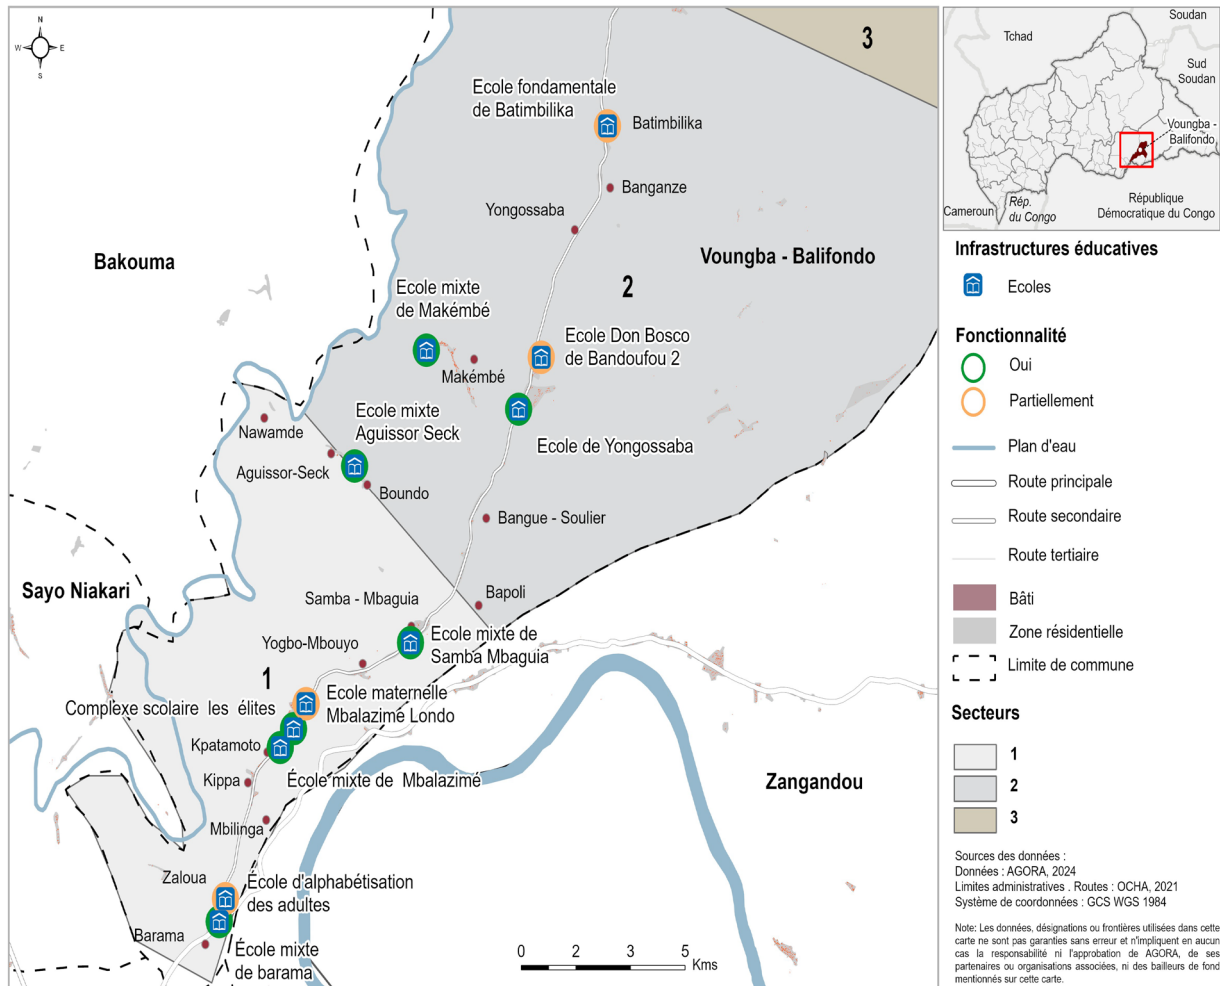 N
W
E
S
3
Ecole fondamentale
de Batimbilika
Batimbilika
Banganze
Yongossaba
Bakouma
Voungba - Balifondo
2
Ecole mixte
de Makémbé
Ecole Don Bosco
de Bandoufou 2
Makémbé
Ecole mixte
Aguissor Seck
Nawamde
Ecole de Yongossaba
Aguissor-Seck
Boundo
Bangue - Soulier
Sayo Niakari
Samba - Mbaguia
Bapoli
Ecole mixte de
Samba Mbaguia
Yogbo-Mbouyo
1
Ecole maternelle
Mbalazime Londo
Complexe scolaire les élites
Kpatamoto
École mixte de Mbalazimé
Kippa
Zangandou
Mbilinga
Zaloua
École d'alphabétisation
des adultes
Barama
École mixte
de barama
0 2 3 5
Kms
Soudan
Tchad
Sud
Soudan
Voungba -
Balifondo
Rép.
du Congo
Cameroun
République
Démocratique du Congo
Infrastructures éducatives
Ecoles
Fonctionnalité
Oui
Partiellement
Plan d'eau
Route principale
Route secondaire
Route tertiaire
Bâti
Zone résidentielle
Limite de commune
Secteurs
1
2
3
Sources des données :
Données : AGORA, 2024
Limites administratives . Routes : OCHA, 2021
Système de coordonnées : GCS WGS 1984
Note: Les données, désignations ou frontières utilisées dans cette
carte ne sont pas garanties sans erreur et n'impliquent en aucun
cas la responsabilité ni l'approbation de AGORA, de ses
partenaires ou organisations associées, ni des bailleurs de fond
mentionnés sur cette carte.